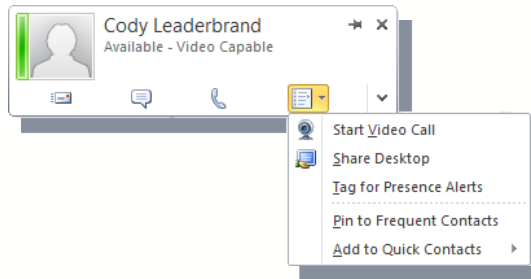 Cody Leaderbrand
Available - Video Capable
Start Video Call
Share Desktop
Tag for Presence Alerts
Pin to Frequent Contacts
Add to Quick Contacts